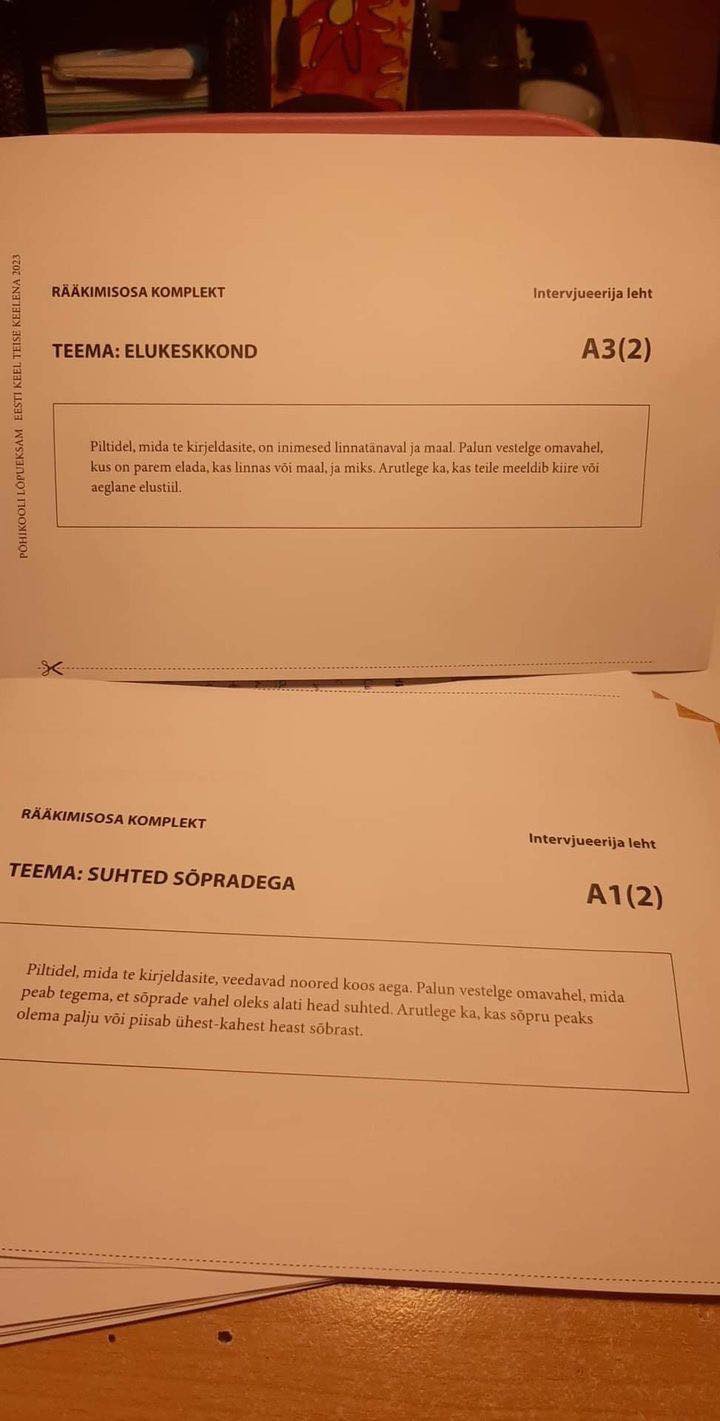 PÕHIKOOLI LÕPUEKSAM EESTI KEEL TEISE KEELENA 2023
RÄÄKIMISOSA KOMPLEKT
Intervjueerija leht
TEEMA: ELUKESKKOND
A3(2)
Piltidel, mida te kirjeldasite, on inimesed linnatänaval ja maal. Palun vestelge omavahel,
kus on parem elada, kas linnas või maal, ja miks. Arutlege ka, kas teile meeldib kiire või
aeglane elustiil.
RÄÄKIMISOSA KOMPLEKT
Intervjueerija leht
TEEMA: SUHTED SÕPRADEGA
A1(2)
Piltidel, mida te kirjeldasite, veedavad noored koos aega. Palun vestelge omavahel, mida
peab tegema, et sõprade vahel oleks alati head suhted. Arutlege ka, kas sõpru peaks
olema palju või piisab ühest-kahest heast sõbrast.